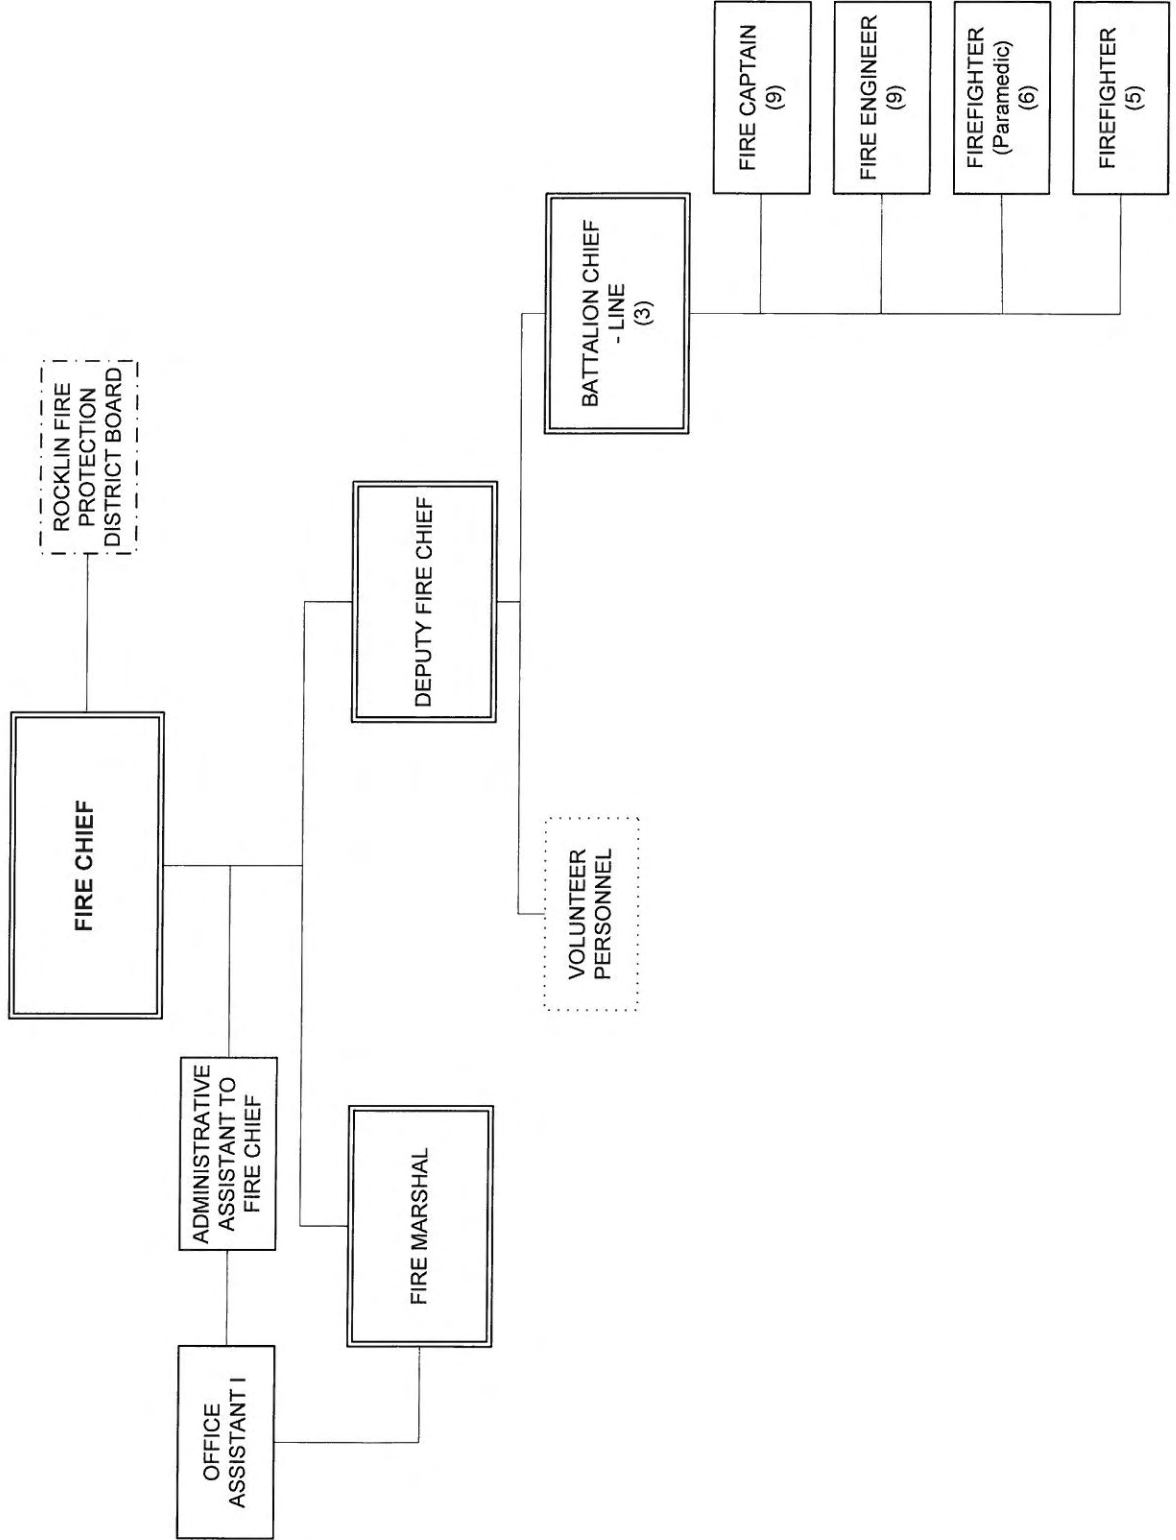 FIRE CHIEF
ROCKLIN FIRE
PROTECTION
DISTRICT BOARD
OFFICE
ASSISTANT I
ADMINISTRATIVE
ASSISTANT TO
FIRE CHIEF
FIRE MARSHAL
DEPUTY FIRE CHIEF
VOLUNTEER
PERSONNEL
BATTALION CHIEF
- LINE
(3)
FIRE CAPTAIN
(9)
FIRE ENGINEER
(9)
FIREFIGHTER
(Paramedic)
(6)
FIREFIGHTER
(5)